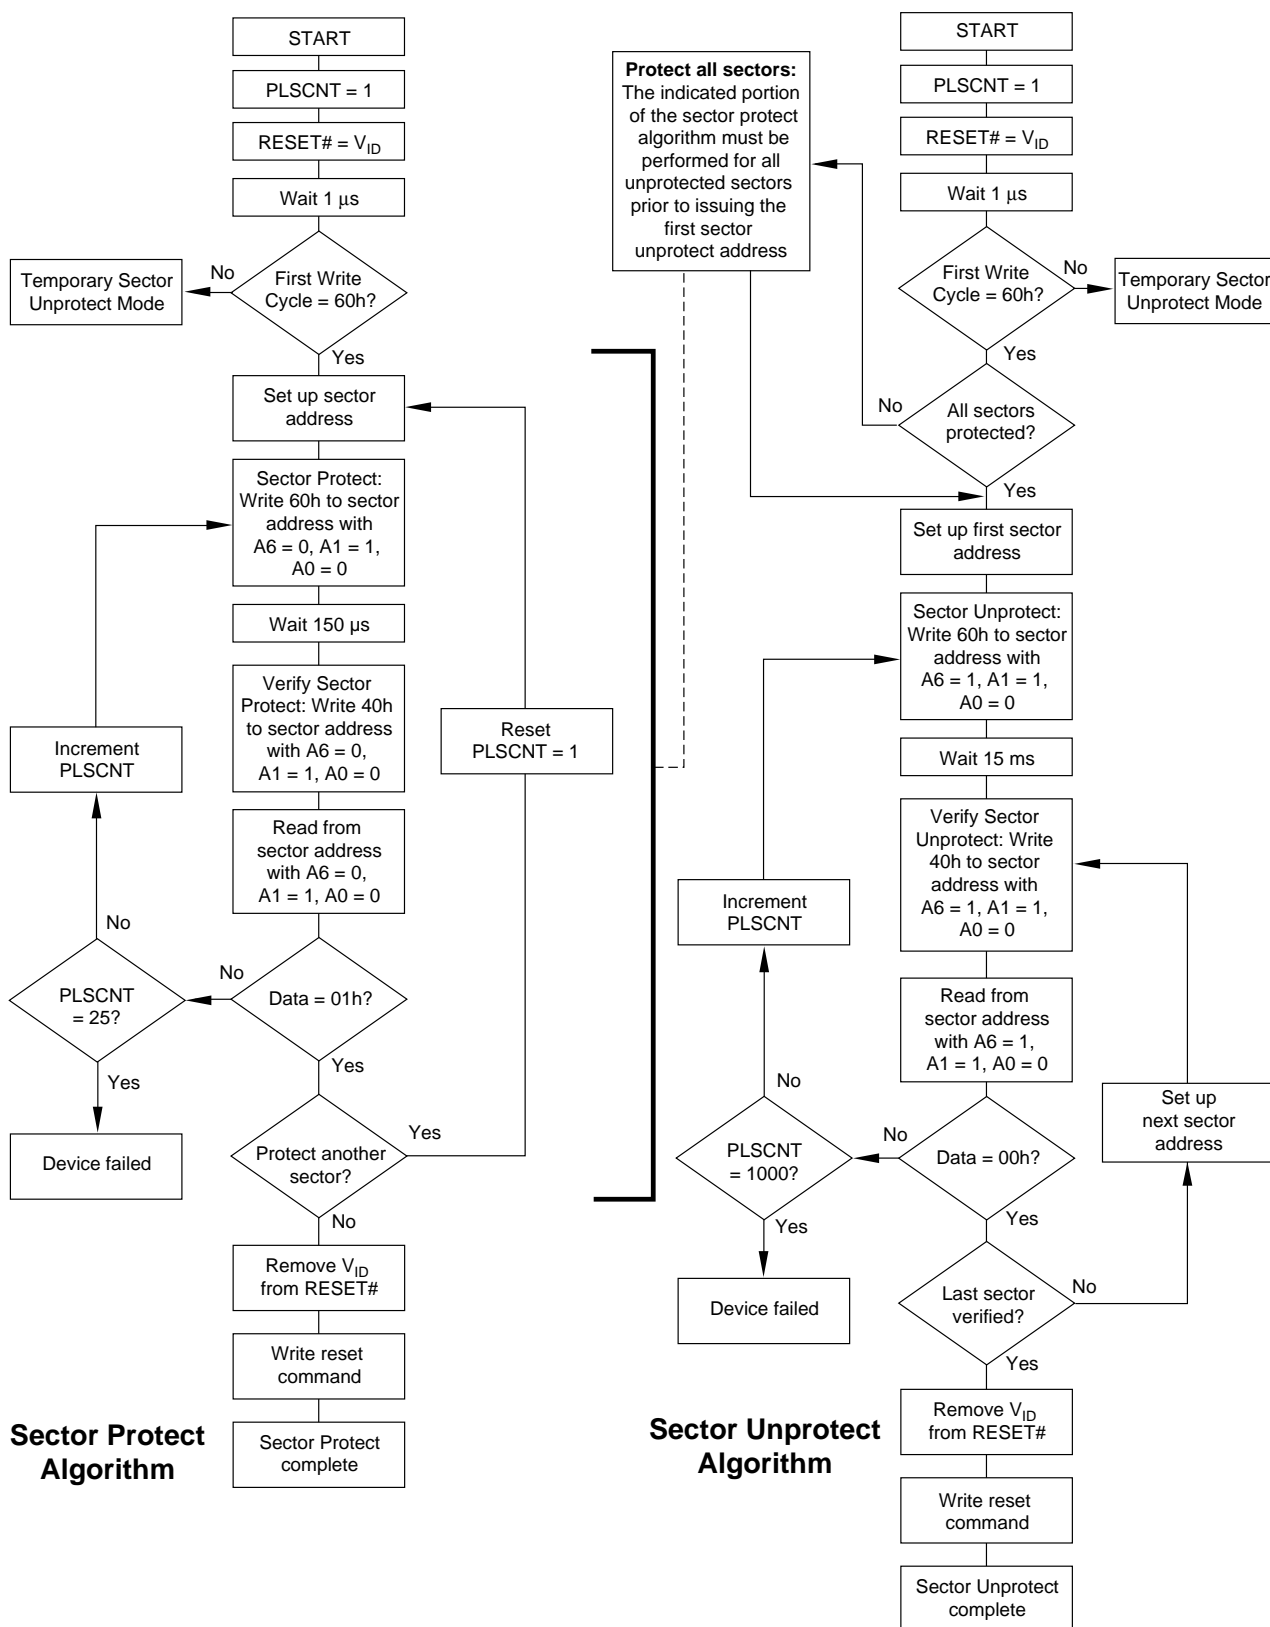 START
PLSCNT = 1
RESET# = VID
Wait 1 μs
First Write
Cycle = 60h?
No
Temporary Sector
Unprotect Mode
Yes
Set up sector
address
Sector Protect:
Write 60h to sector
address with
A6 = 0, A1 = 1,
A0 = 0
Wait 150 µs
Verify Sector
Protect: Write 40h
to sector address
with A6 = 0,
A1 = 1, A0 = 0
Increment
PLSCNT
Reset
PLSCNT = 1
Read from
sector address
with A6 = 0,
A1 = 1, A0 = 0
No
PLSCNT
= 25?
No
Data = 01h?
Yes
Yes
Device failed
Protect another
sector?
Yes
No
Remove VID
from RESET#
Write reset
command
Sector Protect
complete
Sector Protect
Algorithm
Protect all sectors:
The indicated portion
of the sector protect
algorithm must be
performed for all
unprotected sectors
prior to issuing the
first sector
unprotect address
START
PLSCNT = 1
RESET# = VID
Wait 1 μs
First Write
Cycle = 60h?
No
Temporary Sector
Unprotect Mode
Yes
No
All sectors
protected?
Yes
Set up first sector
address
Sector Unprotect:
Write 60h to sector
address with
A6 = 1, A1 = 1,
A0 = 0
Wait 15 ms
Verify Sector
Unprotect: Write
40h to sector
address with
A6 = 1, A1 = 1,
A0 = 0
Increment
PLSCNT
Read from
sector address
with A6 = 1,
A1 = 1, A0 = 0
No
Set up
next sector
address
PLSCNT
= 1000?
No
Data = 00h?
Yes
Yes
Device failed
Last sector
verified?
No
Yes
Remove VID
from RESET#
Write reset
command
Sector Unprotect
complete
Sector Unprotect
Algorithm